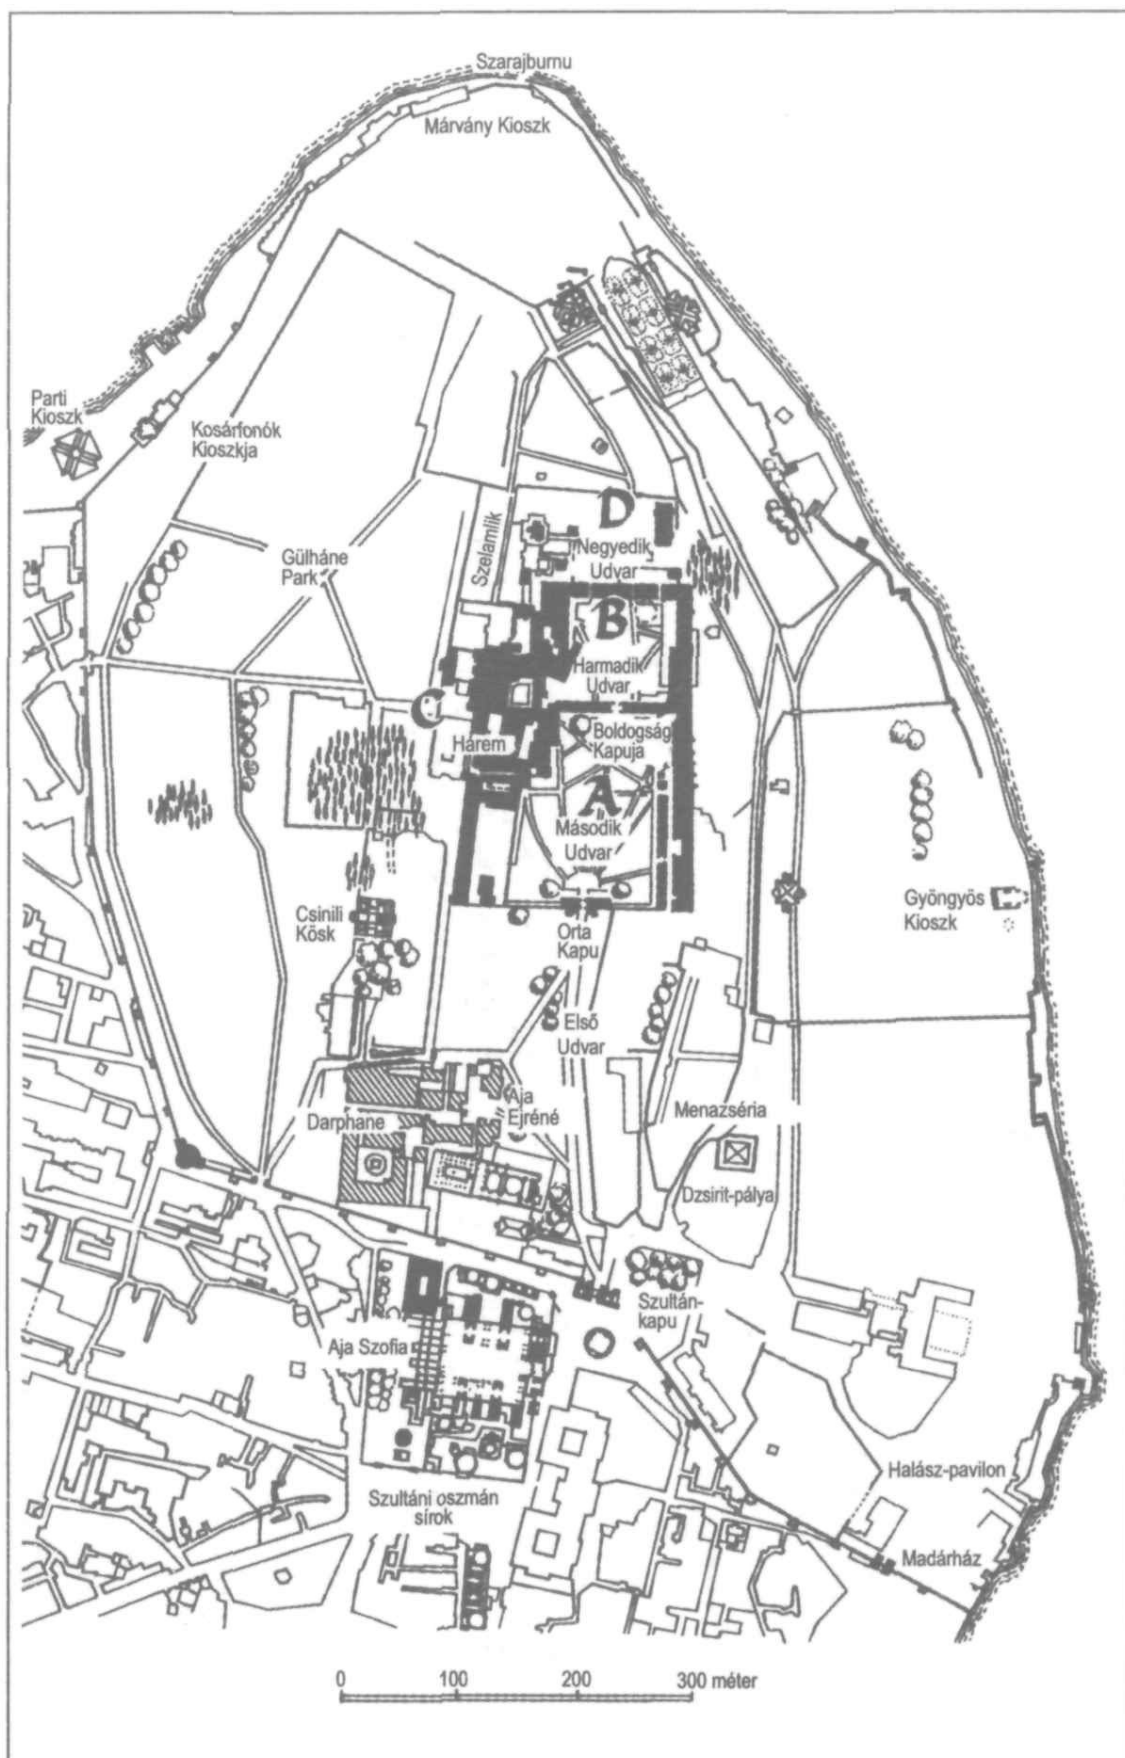 Szarajburnu
Márvány Kioszk
Parti
Kioszk
Kosárfonók
Kioszkja
Szelamlik
D
Negyedik
Udvar
Gülháne
Park
B
Harmadik
Udvar
Boldogság
Kapuja
Hárem
A
Második
Udvar
Csinili
Kösk
Orta
Kapu
Gyöngyös
Kioszk
Első
Udvar
Aja
Ejréné
Darphane
Menazséria
Dzsirit-pálya
Szultán-
kapu
Aja Szofia
Szultáni oszmán
sírok
Halász-pavilon
Madárház
0 100 200 300 méter